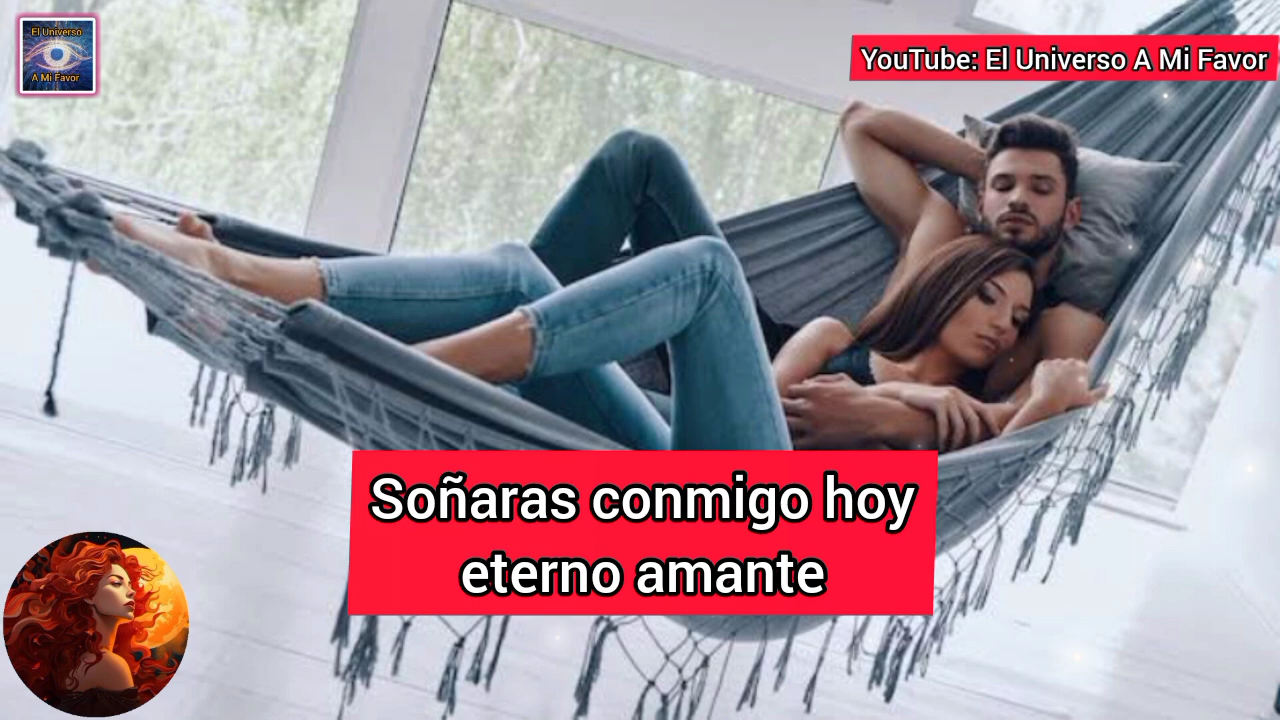 El Universo
A Mi Favor
YouTube: El Universo A Mi Favor
Soñaras conmigo hoy
eterno amante